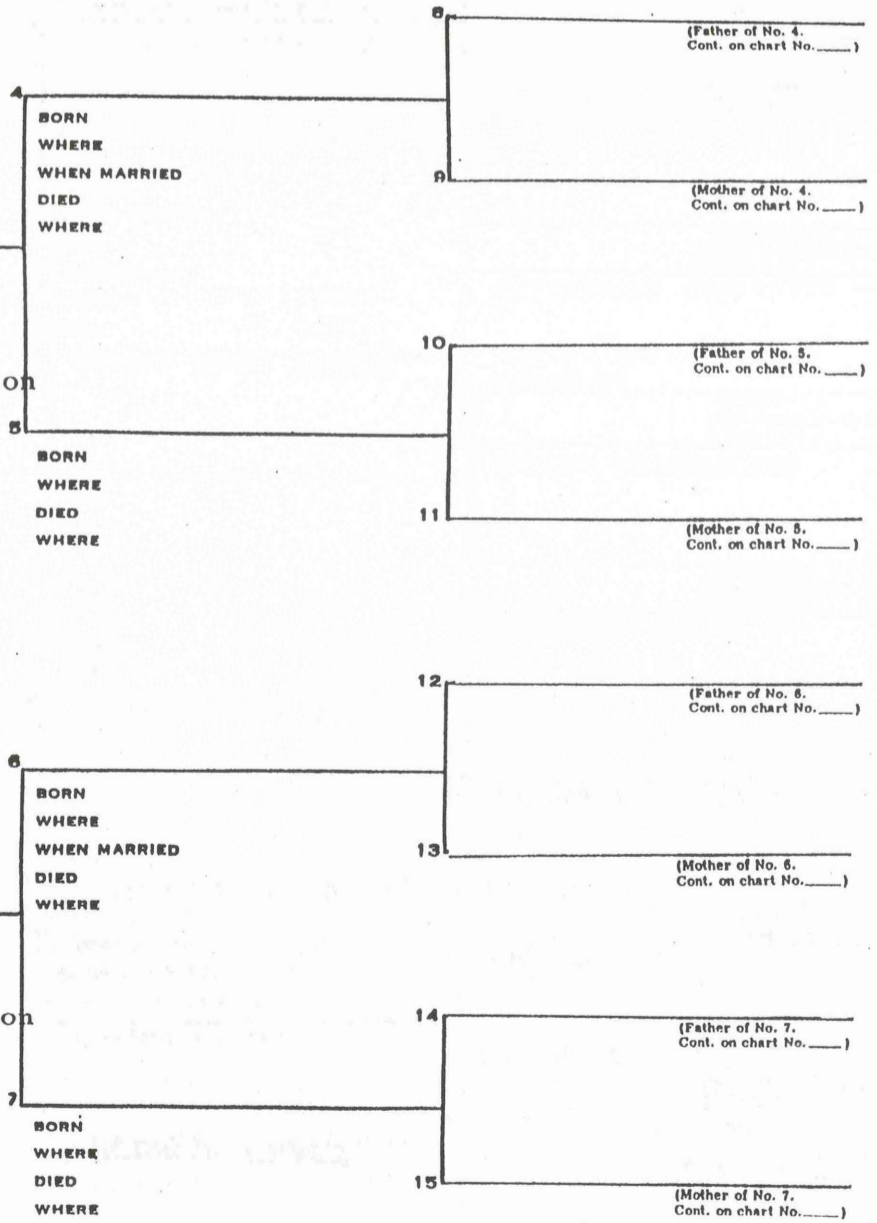 8
(Father of No. 4.
Cont. on chart No.____)
4
BORN
WHERE
WHEN MARRIED
DIED
WHERE
9
(Mother of No. 4.
Cont. on chart No.____)
10
(Father of No. 5.
Cont. on chart No.____)
on
5
BORN
WHERE
DIED
WHERE
11
(Mother of No. 5.
Cont. on chart No.____)
12
(Father of No. 6.
Cont. on chart No.____)
6
BORN
WHERE
WHEN MARRIED
DIED
WHERE
13
(Mother of No. 6.
Cont. on chart No.____)
on
14
(Father of No. 7.
Cont. on chart No.____)
7
BORN
WHERE
DIED
WHERE
15
(Mother of No. 7.
Cont. on chart No.____)